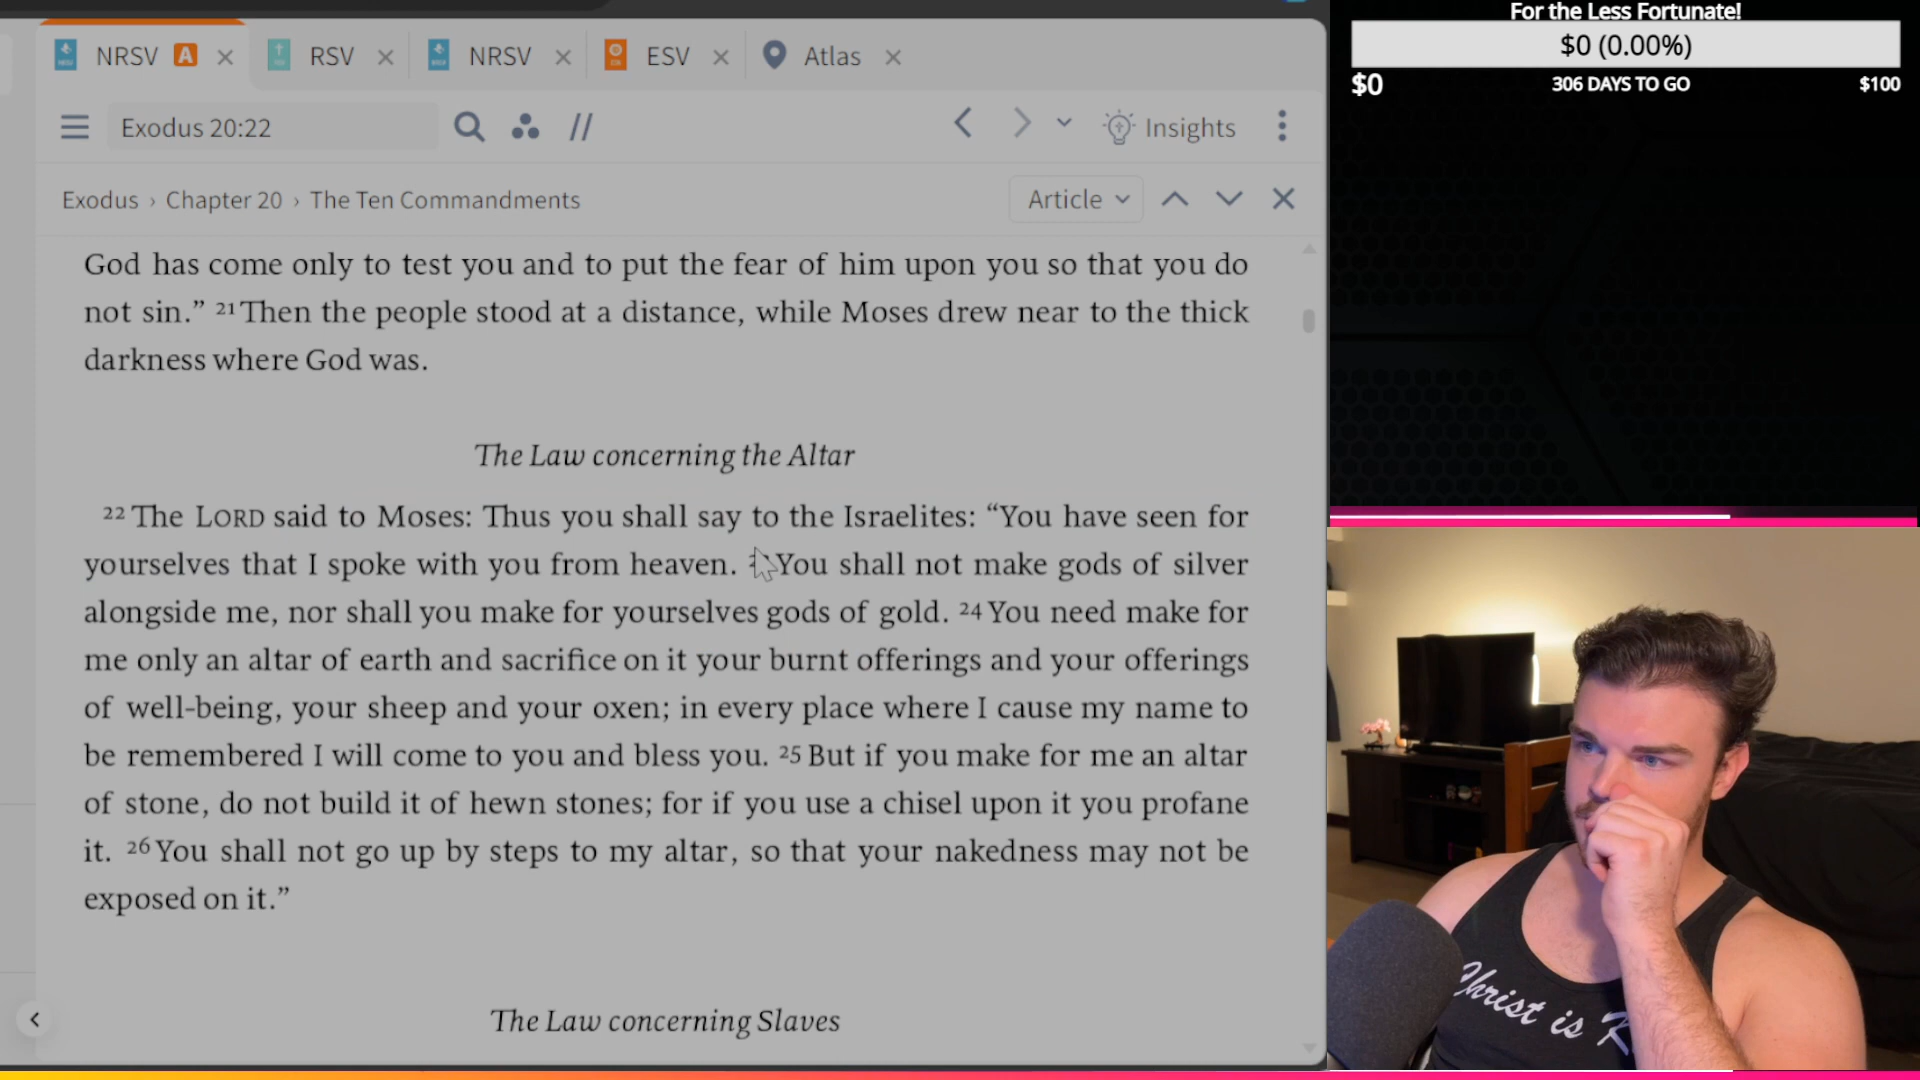 NRSV A
RSV
NRSV
ESV
Atlas
Exodus 20:22
Insights
Exodus › Chapter 20 › The Ten Commandments
Article
God has come only to test you and to put the fear of him upon you so that you do
not sin.” 21 Then the people stood at a distance, while Moses drew near to the thick
darkness where God was.
The Law concerning the Altar
22 The LORD said to Moses: Thus you shall say to the Israelites: “You have seen for
yourselves that I spoke with you from heaven. You shall not make gods of silver
alongside me, nor shall you make for yourselves gods of gold. 24 You need make for
me only an altar of earth and sacrifice on it your burnt offerings and your offerings
of well-being, your sheep and your oxen; in every place where I cause my name to
be remembered I will come to you and bless you. 25 But if you make for me an altar
of stone, do not build it of hewn stones; for if you use a chisel upon it you profane
it. 26 You shall not go up by steps to my altar, so that your nakedness may not be
exposed on it.”
The Law concerning Slaves
For the Less Fortunate!
$0 (0.00%)
$0 306 DAYS TO GO $100
Christ is